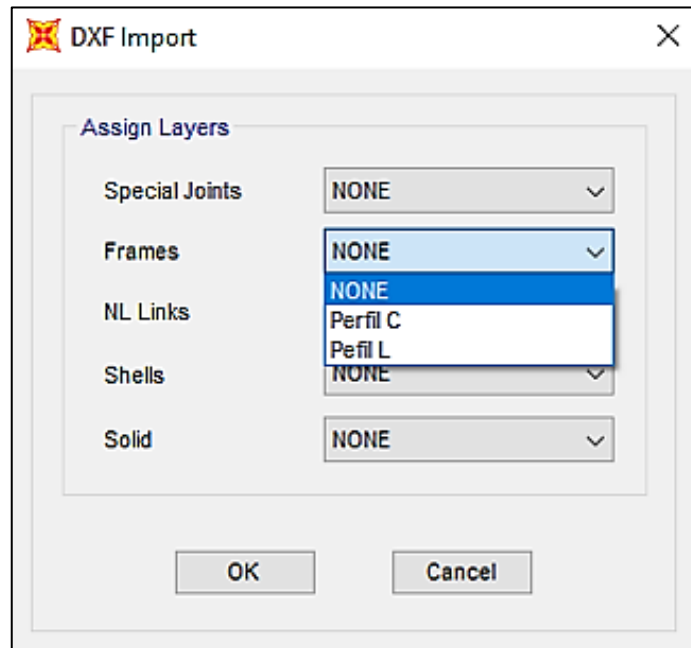 DXF Import
Assign Layers
Special Joints NONE
Frames NONE
NONE
NL Links
Perfil C
Pefil L
Shells NONE
Solid NONE
OK Cancel